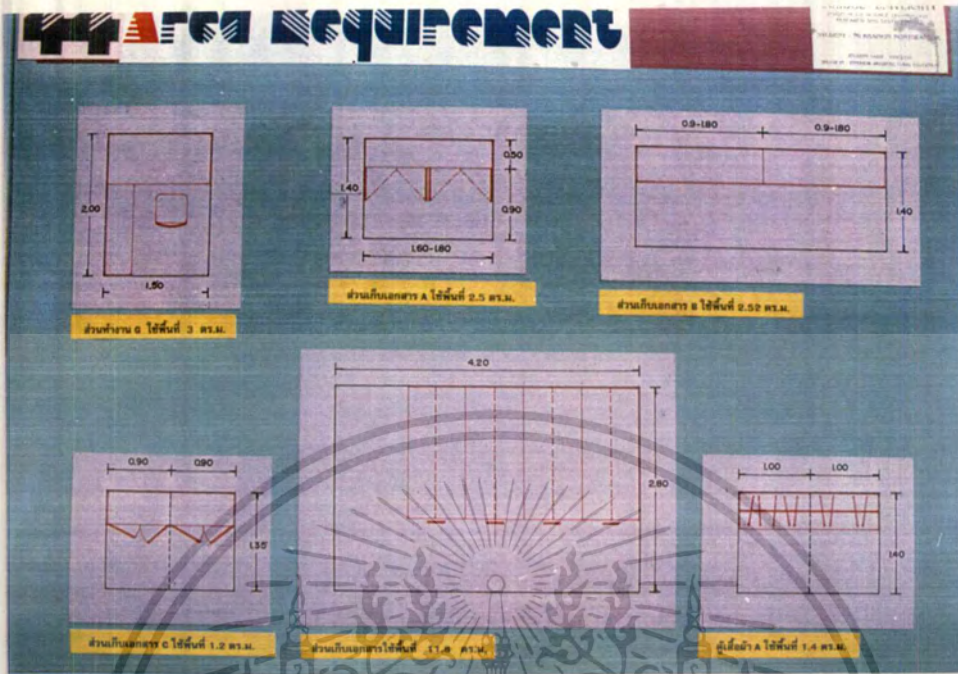 Area Requirement
2.00
1.50
ส่วนทำงาน G ใช้พื้นที่ 3 ตร.ม.
1.40
0.50
0.90
1.60-1.80
ส่วนเก็บเอกสาร A ใช้พื้นที่ 2.5 ตร.ม.
0.9-1.80 0.9-1.80
1.40
ส่วนเก็บเอกสาร B ใช้พื้นที่ 2.52 ตร.ม.
0.90 0.90
1.35
ส่วนเก็บเอกสาร C ใช้พื้นที่ 1.2 ตร.ม.
4.20
2.80
ส่วนเก็บเอกสารใช้พื้นที่ 11.8 ตร.ม.
1.00 1.00
1.40
ตู้เสื้อผ้า A ใช้พื้นที่ 1.4 ตร.ม.